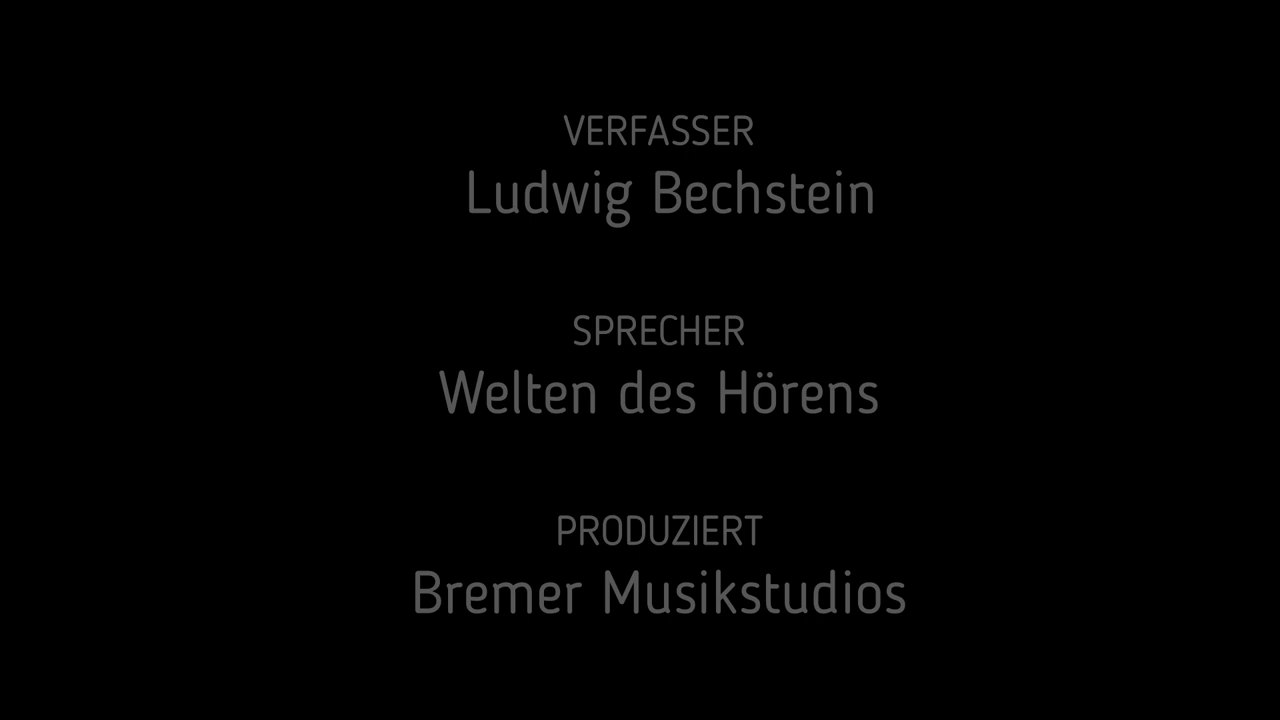 VERFASSER
Ludwig Bechstein
SPRECHER
Welten des Hörens
PRODUZIERT
Bremer Musikstudios